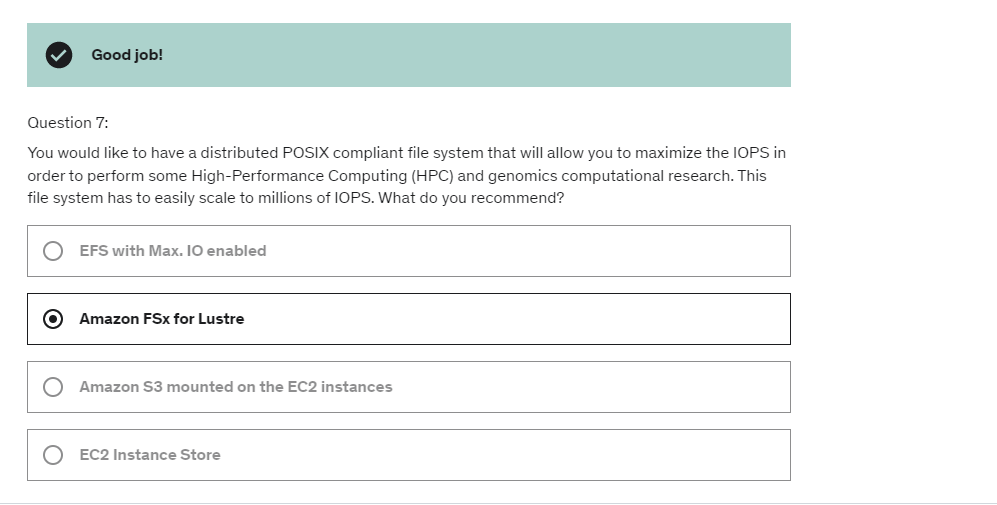 Good job!
Question 7:
You would like to have a distributed POSIX compliant file system that will allow you to maximize the IOPS in
order to perform some High-Performance Computing (HPC) and genomics computational research. This
file system has to easily scale to millions of IOPS. What do you recommend?
EFS with Max. IO enabled
Amazon FSx for Lustre
Amazon S3 mounted on the EC2 instances
EC2 Instance Store